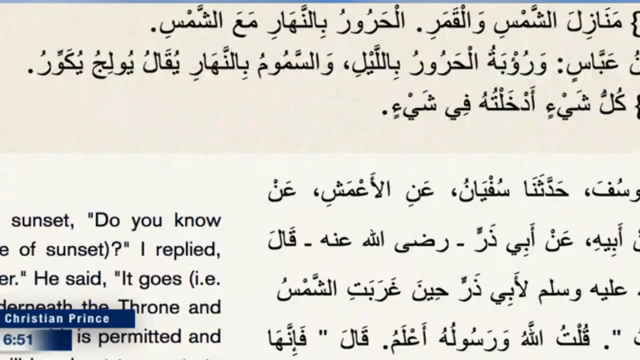 } مَنَازِلَ الشَّمْسِ وَالْقَمَرِ. الْحَرُورُ بِالنَّهَارِ مَعَ الشَّمْسِ.
عَبَّاسٍ: وَرُؤْبَةُ الْحَرُورُ بِاللَّيْلِ، وَالسَّمُومُ بِالنَّهَارِ يُقَالُ يُولِجُ يُكَوِّرُ.
} كُلُّ شَيْءٍ أَدْخَلْتَهُ فِي شَيْءٍ.
وسُفَ، حَدَّثَنَا سُفْيَانُ، عَنِ الأَعْمَشِ، عَنْ
أَبِيهِ، عَنْ أَبِي ذَرٍّ ـ رضى الله عنه ـ قَالَ
عليه وسلم لأَبِي ذَرٍّ حِينَ غَرَبَتِ الشَّمْسُ
‏"‏‏.‏ قُلْتُ اللَّهُ وَرَسُولُهُ أَعْلَمُ‏.‏ قَالَ ‏"‏ فَإِنَّهَا
sunset, "Do you know
e of sunset)?" I replied,
er." He said, "It goes (i.e.
derneath the Throne and
is permitted and
Christian Prince
6:51